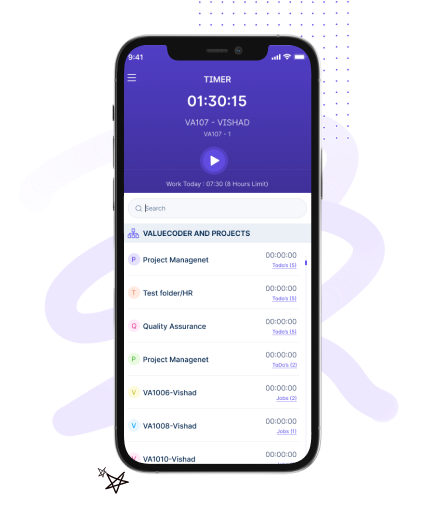 9:41
TIMER
01:30:15
VA107 - VISHAD
VA107 - 1
Work Today : 07:30 (8 Hours Limit)
Search
VALUECODER AND PROJECTS
P Project Managenet 00:00:00
Todo's (5)
T Test folder/HR 00:00:00
Todo's (5)
Q Quality Assurance 00:00:00
Todo's (5)
P Project Managenet 00:00:00
ToDo's (2)
V VA1006-Vishad 00:00:00
Jobs (2)
V VA1008-Vishad 00:00:00
Jobs (1)
V VA1010-Vishad 00:00:00